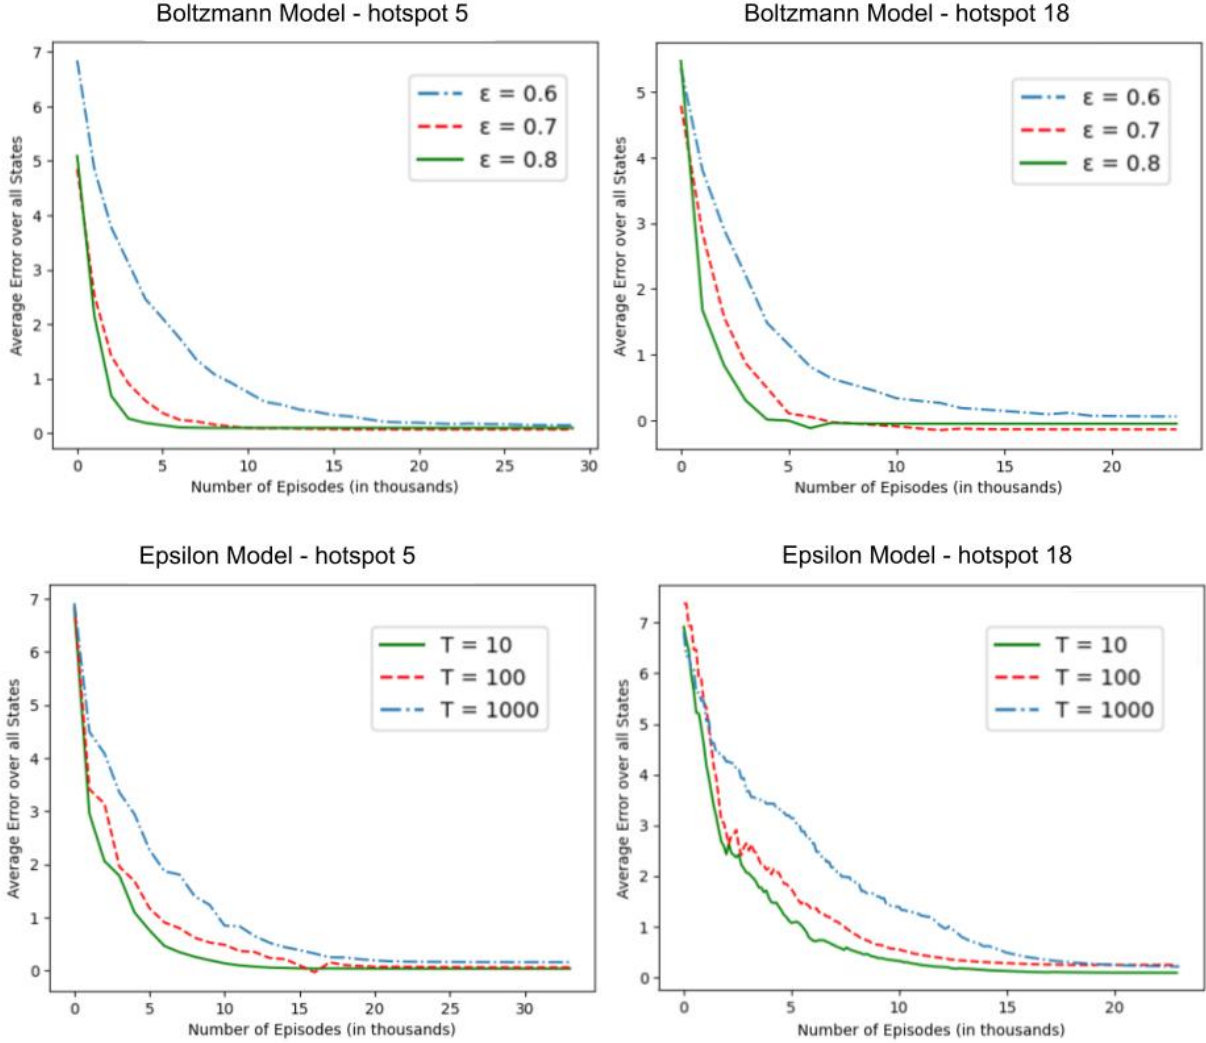 Boltzmann Model - hotspot 5
7
6
5
4
3
2
1
0
Average Error over all States
ε = 0.6
ε = 0.7
ε = 0.8
0 5 10 15 20 25 30
Number of Episodes (in thousands)
Boltzmann Model - hotspot 18
5
4
3
2
1
0
Average Error over all States
ε = 0.6
ε = 0.7
ε = 0.8
0 5 10 15 20
Number of Episodes (in thousands)
Epsilon Model - hotspot 5
7
6
5
4
3
2
1
0
Average Error over all States
T = 10
T = 100
T = 1000
0 5 10 15 20 25 30
Number of Episodes (in thousands)
Epsilon Model - hotspot 18
7
6
5
4
3
2
1
0
Average Error over all States
T = 10
T = 100
T = 1000
0 5 10 15 20
Number of Episodes (in thousands)